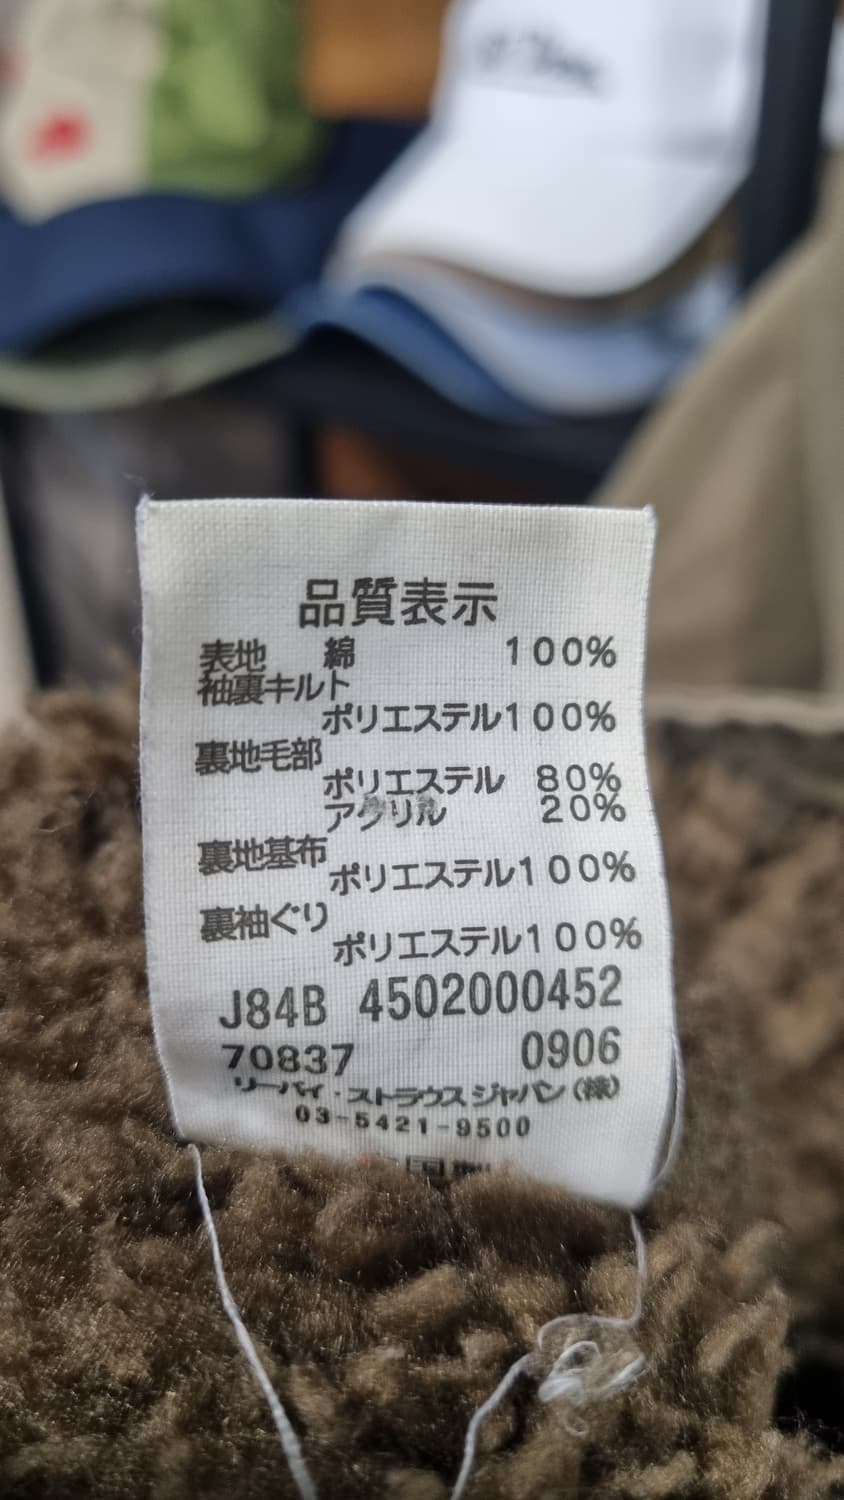 品質表示
表地 綿 100%
袖裏キルト
ポリエステル100%
裏地毛部
ポリエステル 80%
アクリル 20%
裏地基布
ポリエステル100%
裏袖ぐり
ポリエステル100%
J84B 4502000452
70837 0906
リーバイ・ストラウスジャパン(株)
03-5421-9500
国製